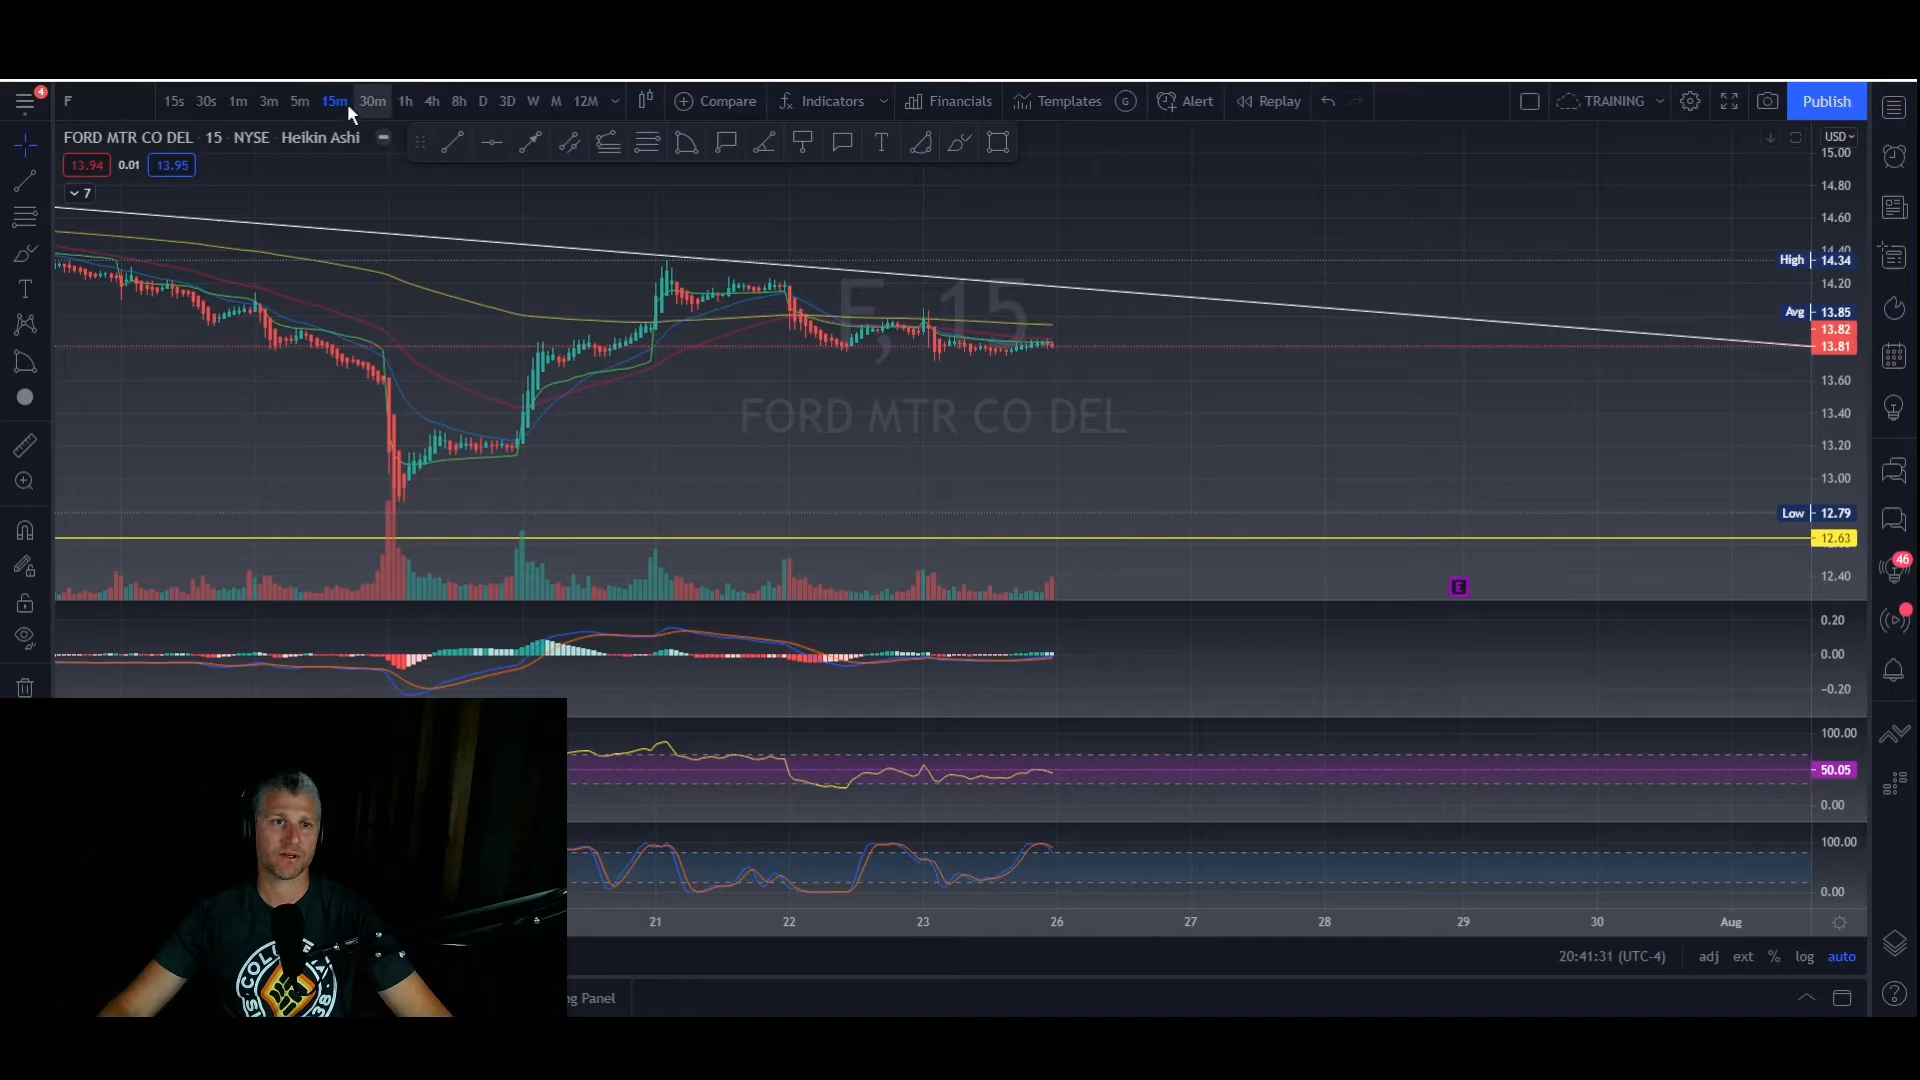 4
F 15s 30s 1m 3m 5m 15m 30m 1h 4h 8h D 3D W M 12M Compare Indicators Financials Templates G Alert Replay TRAINING Publish
FORD MTR CO DEL · 15 · NYSE · Heikin Ashi
USD
13.94 0.01 13.95
7
15.00
14.80
14.60
14.40
High 14.34
14.20
Avg 13.85
13.82
13.81
13.60
13.40
13.20
13.00
Low 12.79
12.63
12.40
F, 15
FORD MTR CO DEL
E
46
0.20
0.00
-0.20
100.00
50.05
0.00
100.00
0.00
21 22 23 26 27 28 29 30 Aug
20:41:31 (UTC-4) adj ext % log auto
ng Panel